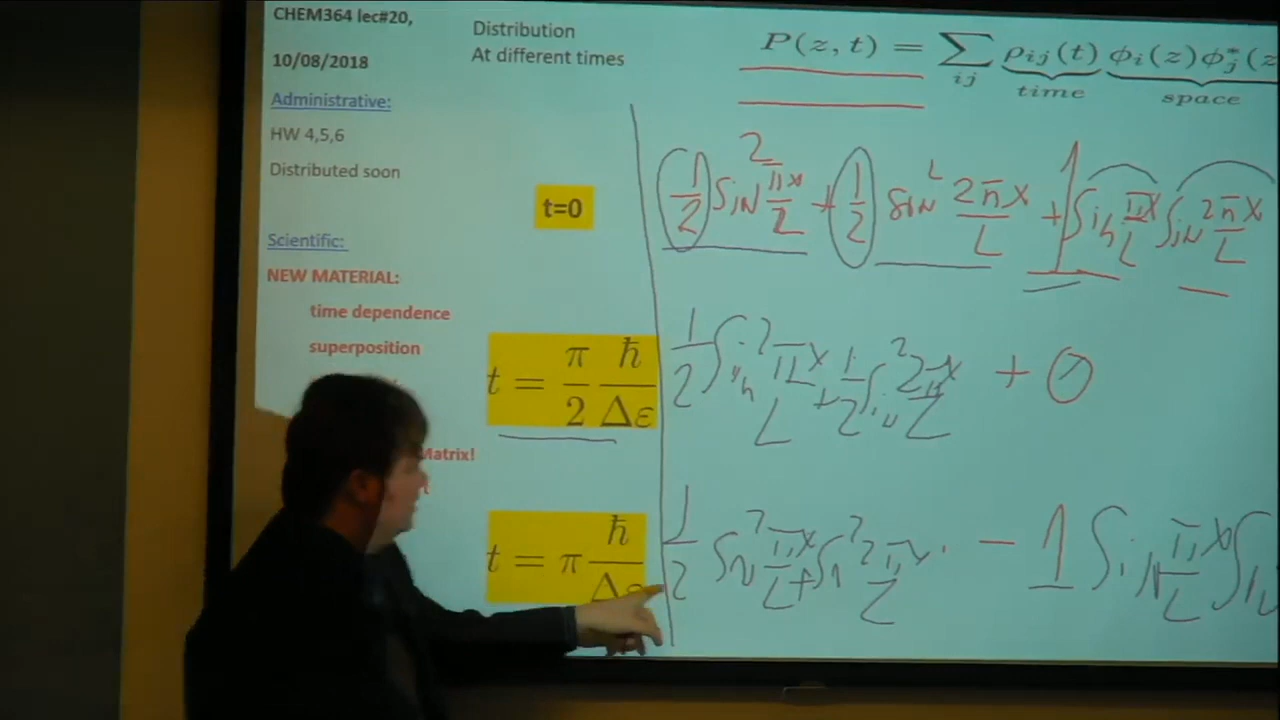 CHEM364 lec#20,
10/08/2018
Administrative:
HW 4,5,6
Distributed soon
Scientific:
NEW MATERIAL:
time dependence
superposition
Matrix!
Distribution
At different times
P(z, t) = ∑ij ρij(t) ϕi(z)ϕj*(z
time space
t=0
1/2 Sin² πx/2 + 1/2 sin² 2πx/L + 1 Sin πx/L Sin 2πx/L
t = π/2 ħ/Δε
1/2 Sin² πx/L + 1/2 Sin² 2πx/L + 0
t = π ħ/Δε
1/2 Sin² πx/L + Sin² 2πx/L - 1 Sin πx/L Sin